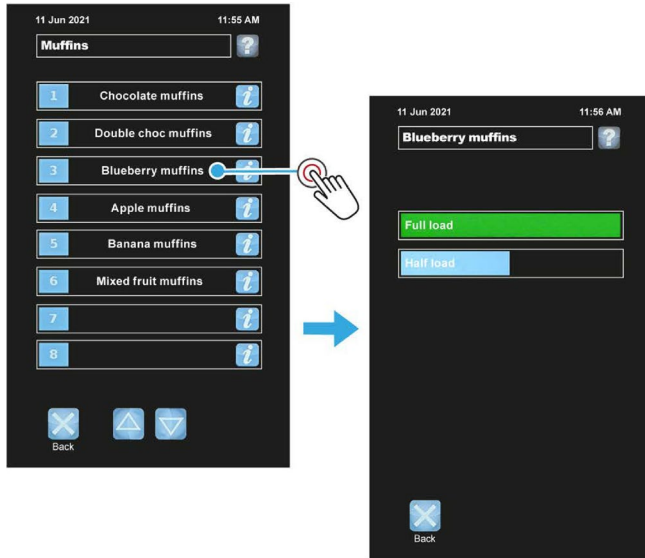 11 Jun 2021 11:55 AM
Muffins
?
1 Chocolate muffins i
2 Double choc muffins i
3 Blueberry muffins i
4 Apple muffins i
5 Banana muffins i
6 Mixed fruit muffins i
7 i
8 i
Back
11 Jun 2021 11:56 AM
Blueberry muffins
?
Full load
Half load
Back